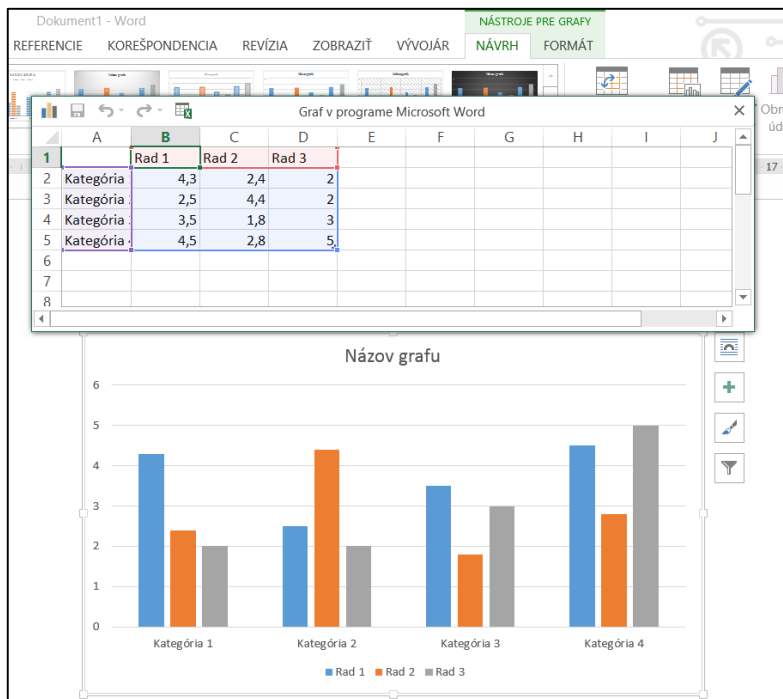 Dokument1 - Word
NÁSTROJE PRE GRAFY
REFERENCIE KOREŠPONDENCIA REVÍZIA ZOBRAZIŤ VÝVOJÁR NÁVRH FORMÁT
Graf v programe Microsoft Word
17
A B C D E F G H I J
1 Rad 1 Rad 2 Rad 3
2 Kategória 4,3 2,4 2
3 Kategória 2,5 4,4 2
4 Kategória 3,5 1,8 3
5 Kategória 4 4,5 2,8 5
6
7
8
Názov grafu
6
5
4
3
2
1
0
Kategória 1 Kategória 2 Kategória 3 Kategória 4
Rad 1 Rad 2 Rad 3